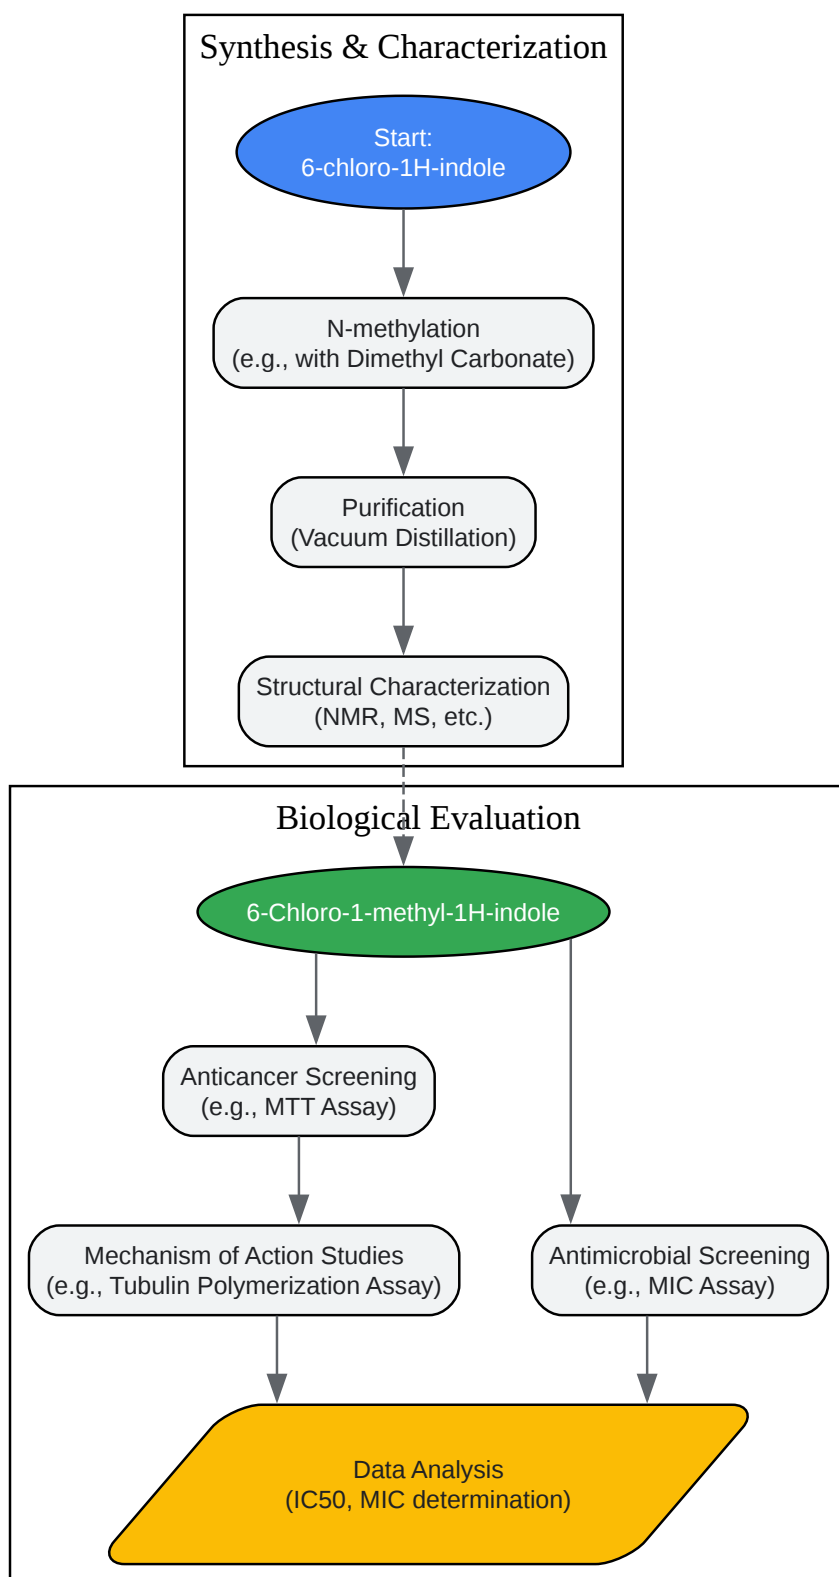 Synthesis & Characterization
Start:
6-chloro-1H-indole
N-methylation
(e.g., with Dimethyl Carbonate)
Purification
(Vacuum Distillation)
Structural Characterization
(NMR, MS, etc.)
Biological Evaluation
6-Chloro-1-methyl-1H-indole
Anticancer Screening
(e.g., MTT Assay)
Mechanism of Action Studies
(e.g., Tubulin Polymerization Assay)
Antimicrobial Screening
(e.g., MIC Assay)
Data Analysis
(IC50, MIC determination)